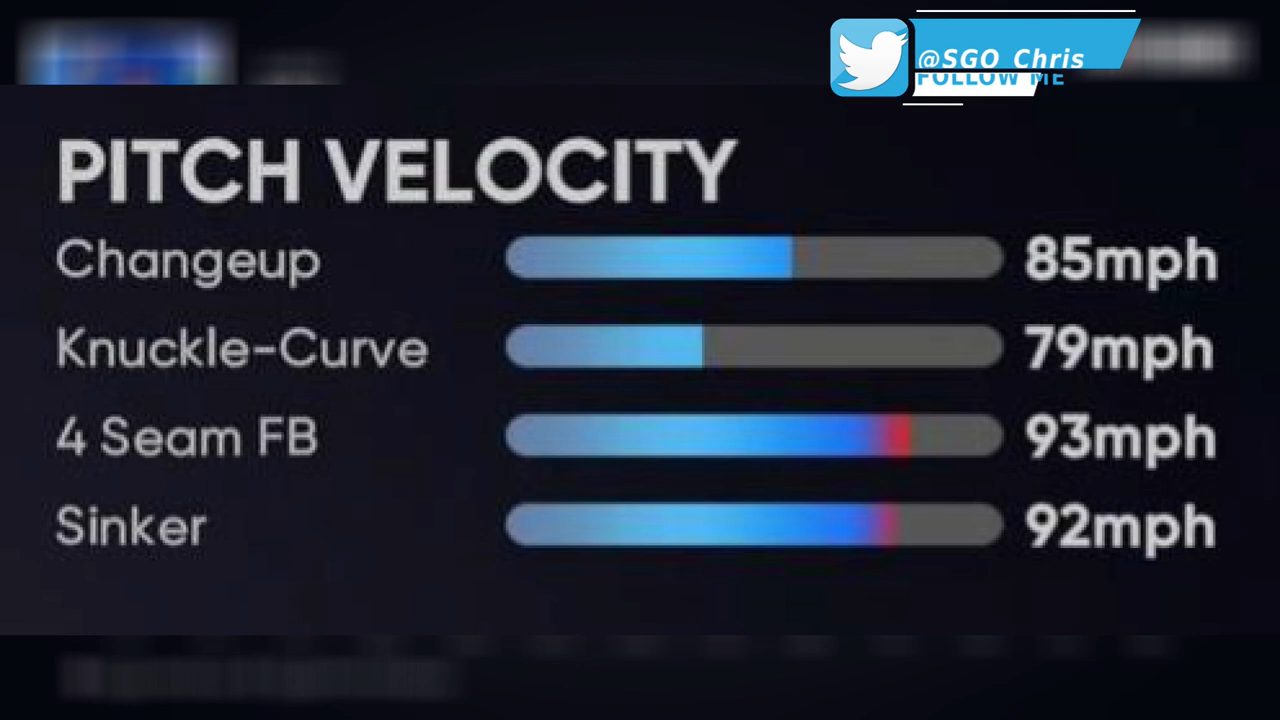 @SGO_Chris
FOLLOW ME
PITCH VELOCITY
Changeup 85mph
Knuckle-Curve 79mph
4 Seam FB 93mph
Sinker 92mph